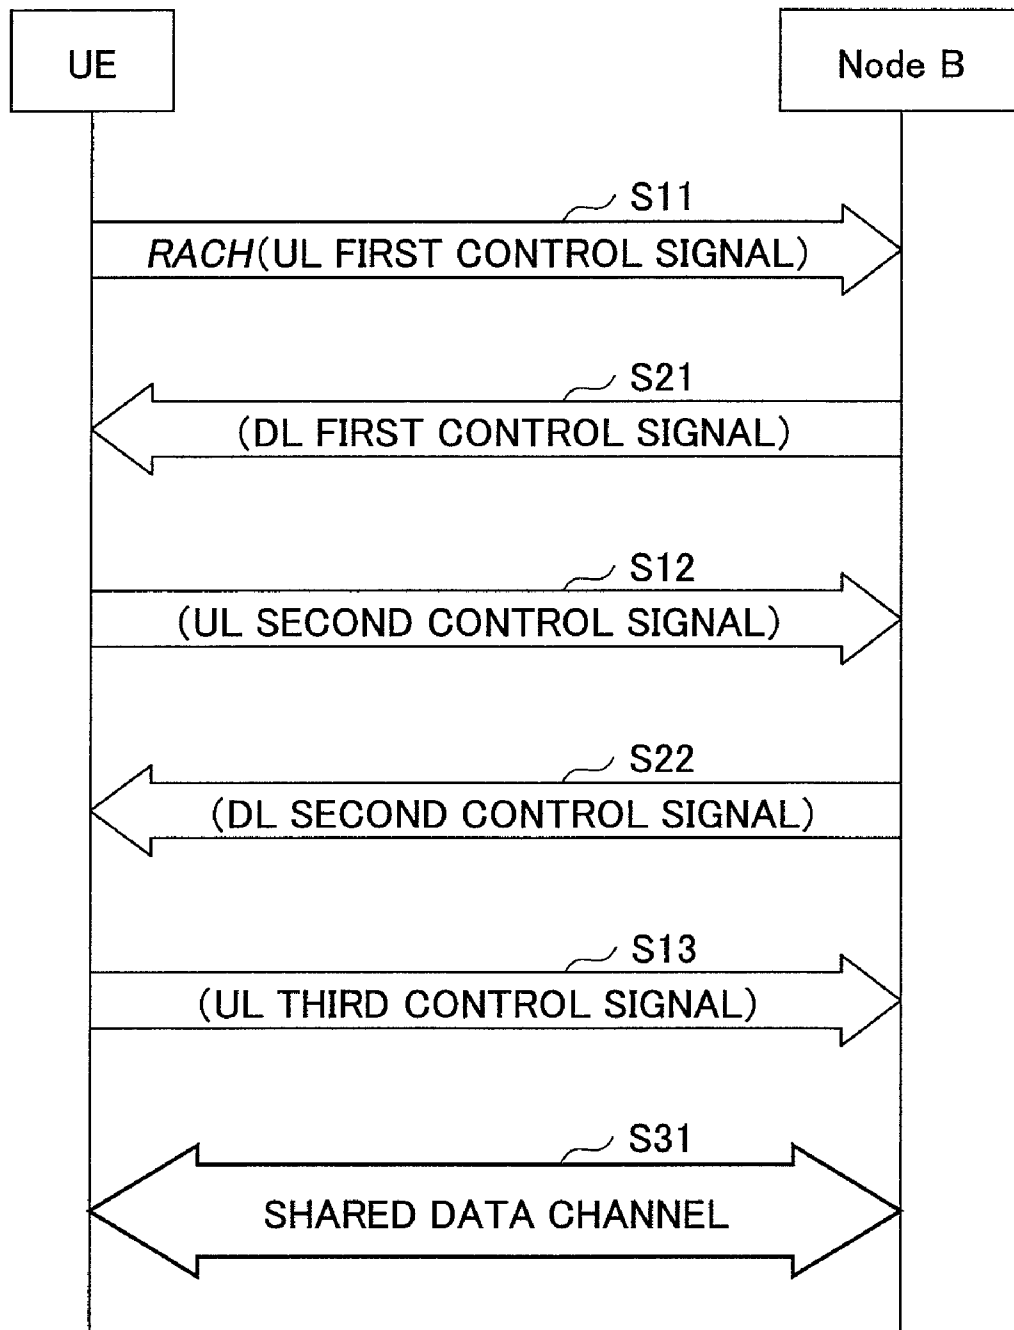 UE
Node B
S11
RACH(UL FIRST CONTROL SIGNAL)
S21
(DL FIRST CONTROL SIGNAL)
S12
(UL SECOND CONTROL SIGNAL)
S22
(DL SECOND CONTROL SIGNAL)
S13
(UL THIRD CONTROL SIGNAL)
S31
SHARED DATA CHANNEL